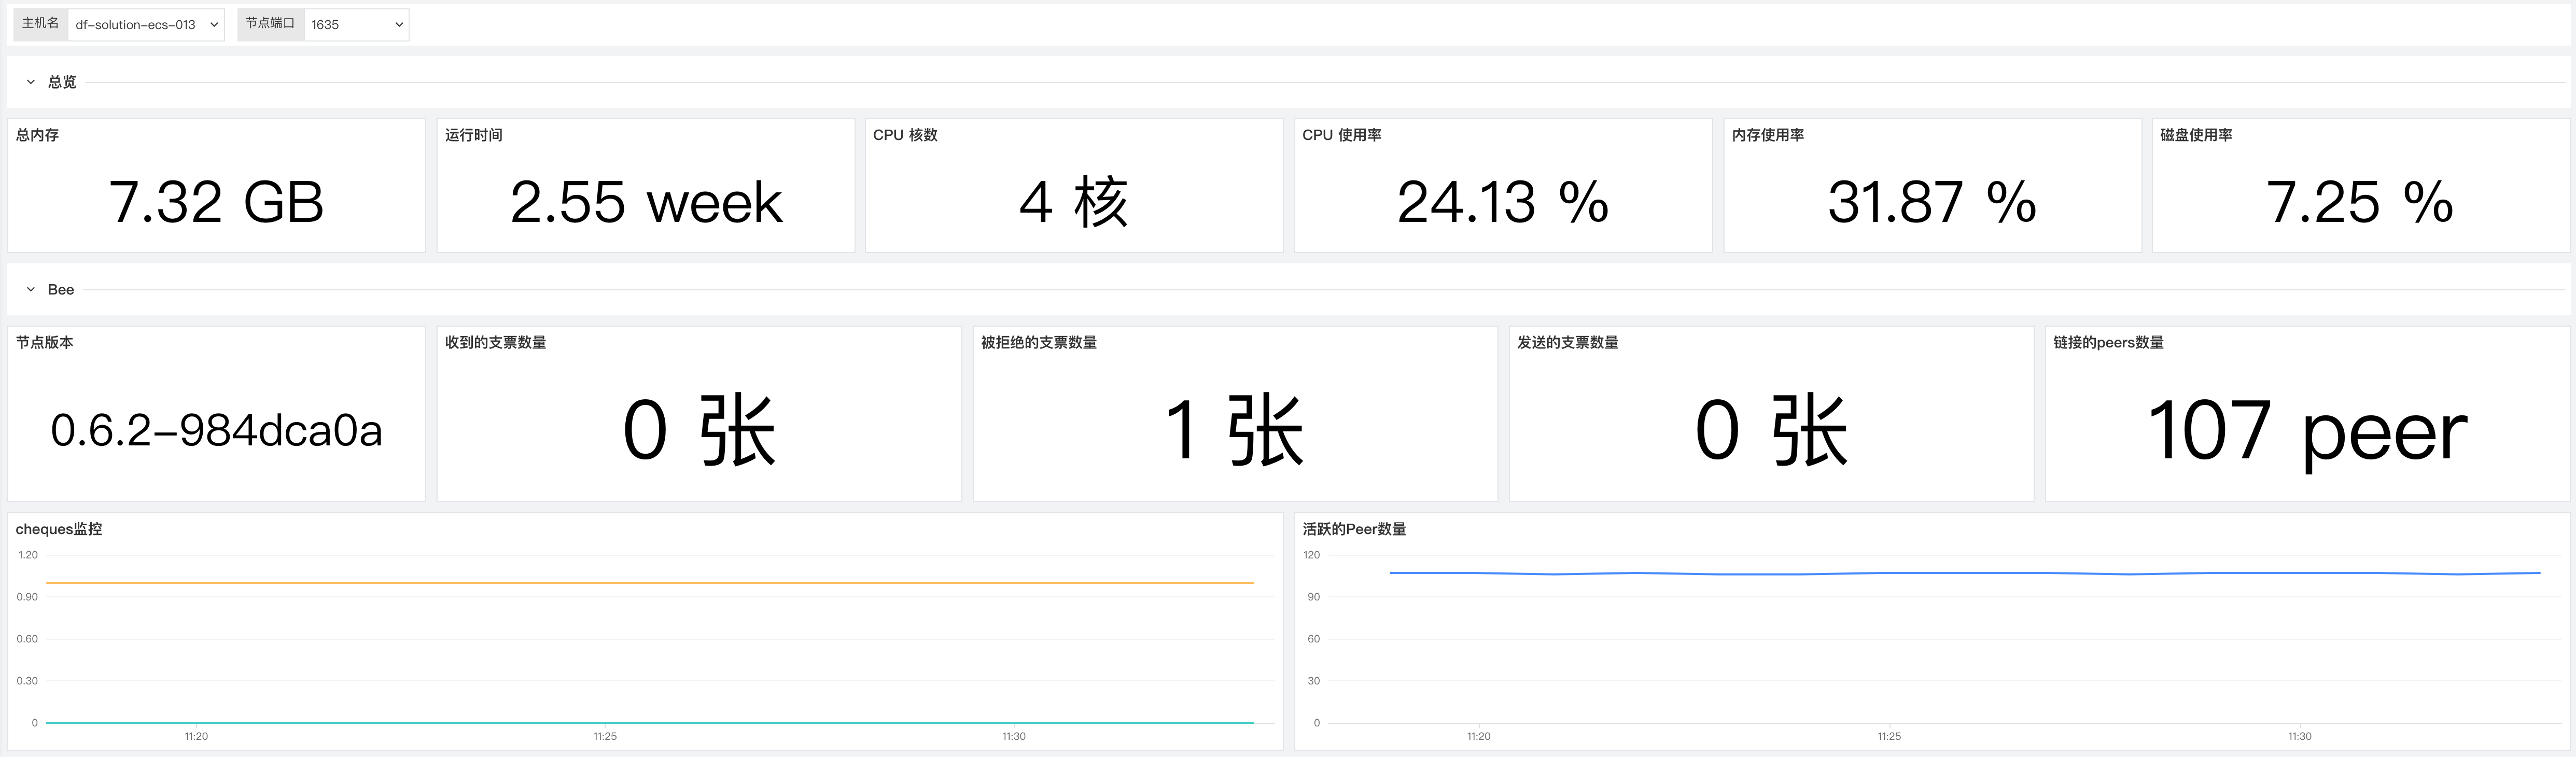 主机名 df-solution-ecs-013 节点端口 1635
总览
总内存 运行时间 CPU 核数 CPU 使用率 内存使用率 磁盘使用率
7.32 GB 2.55 week 4 核 24.13 % 31.87 % 7.25 %
Bee
节点版本 收到的支票数量 被拒绝的支票数量 发送的支票数量 链接的peers数量
0.6.2-984dca0a 0 张 1 张 0 张 107 peer
cheques监控
1.20
0.90
0.60
0.30
0
11:20 11:25 11:30
活跃的Peer数量
120
90
60
30
0
11:20 11:25 11:30